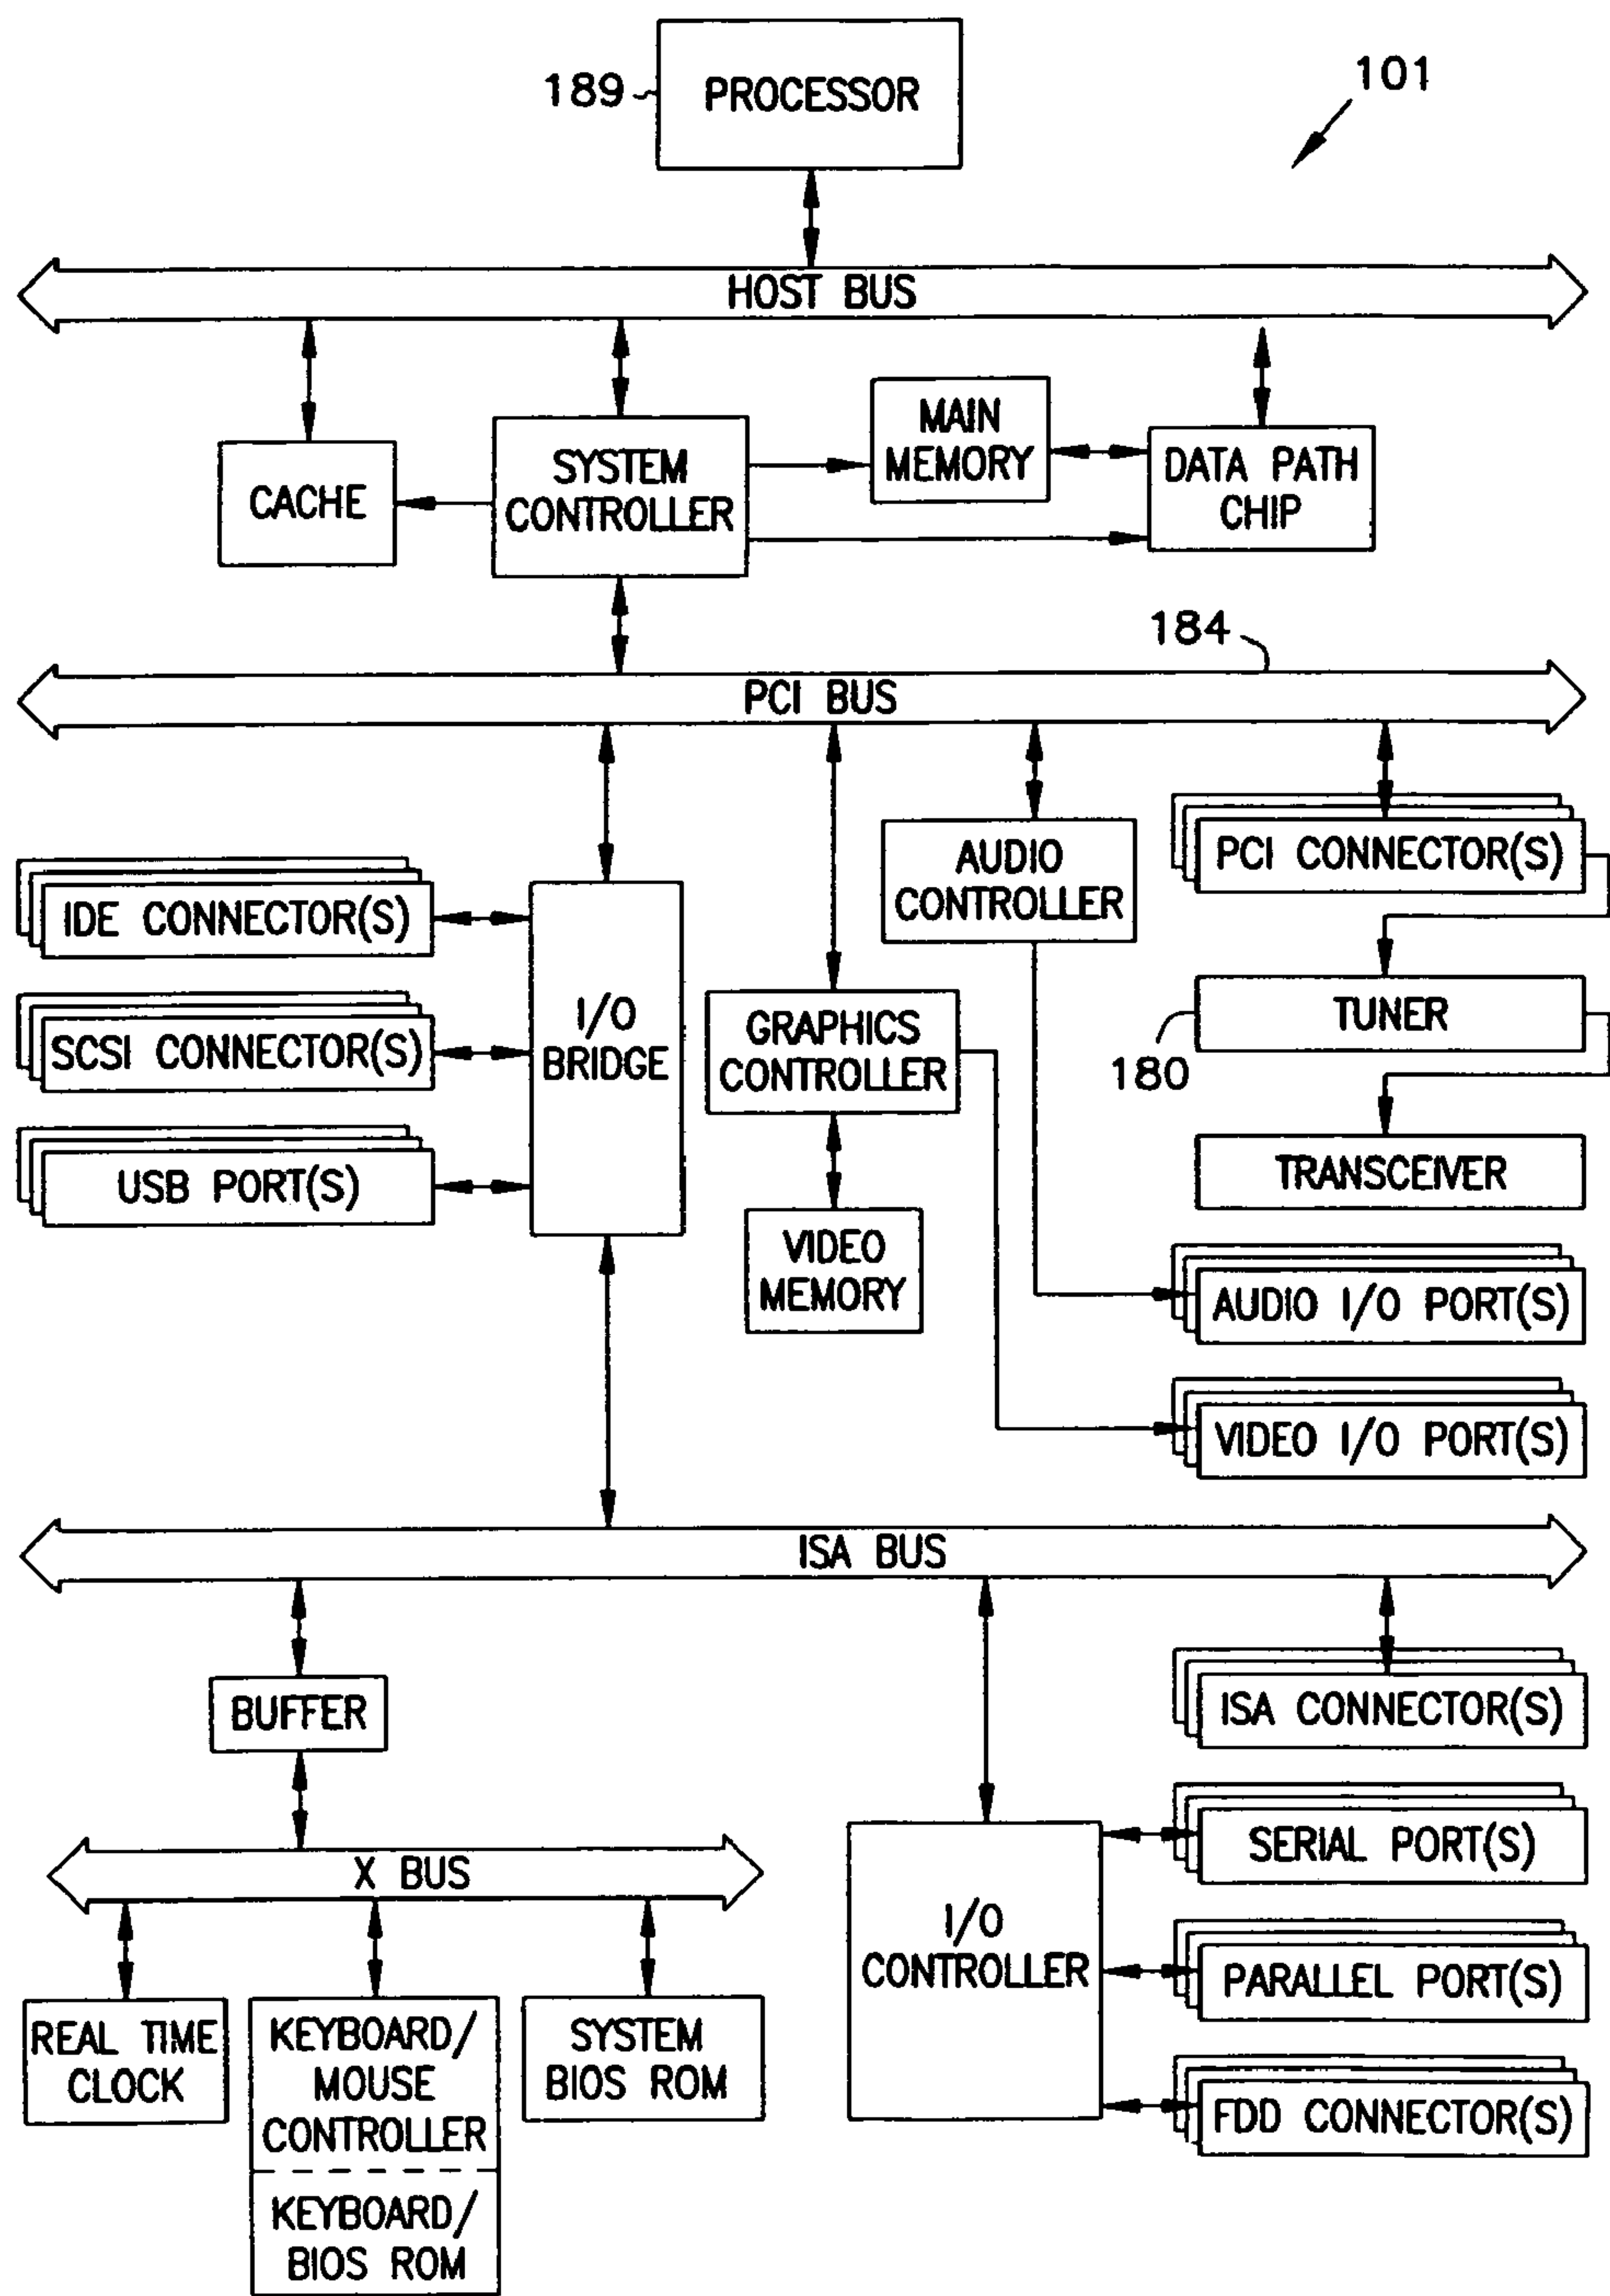 PROCESSOR
189
101
HOST BUS
CACHE
SYSTEM
CONTROLLER
MAIN
MEMORY
DATA PATH
CHIP
184
PCI BUS
IDE CONNECTOR(S)
SCSI CONNECTOR(S)
USB PORT(S)
I/O
BRIDGE
GRAPHICS
CONTROLLER
VIDEO
MEMORY
AUDIO
CONTROLLER
PCI CONNECTOR(S)
TUNER
180
TRANSCEIVER
AUDIO I/O PORT(S)
VIDEO I/O PORT(S)
ISA BUS
BUFFER
X BUS
REAL TIME
CLOCK
KEYBOARD/
MOUSE
CONTROLLER
KEYBOARD/
BIOS ROM
SYSTEM
BIOS ROM
I/O
CONTROLLER
ISA CONNECTOR(S)
SERIAL PORT(S)
PARALLEL PORT(S)
FDD CONNECTOR(S)